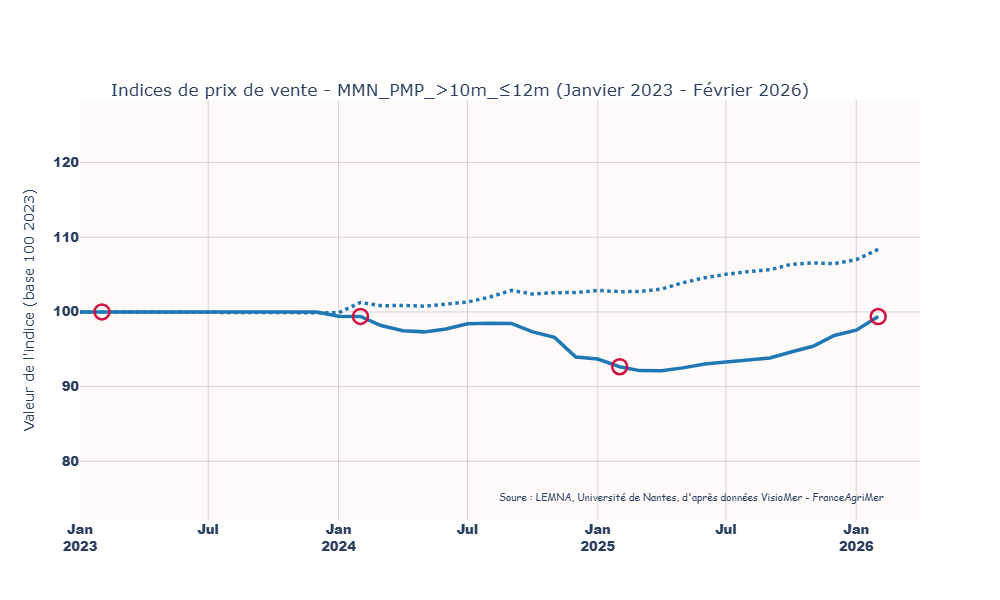 Indices de prix de vente - MMN_PMP_>10m_≤12m (Janvier 2023 - Février 2026)
Valeur de l'indice (base 100 2023)
120
110
100
90
80
Soure : LEMNA, Université de Nantes, d'après données VisioMer - FranceAgriMer
Jan
2023
Jul
Jan
2024
Jul
Jan
2025
Jul
Jan
2026